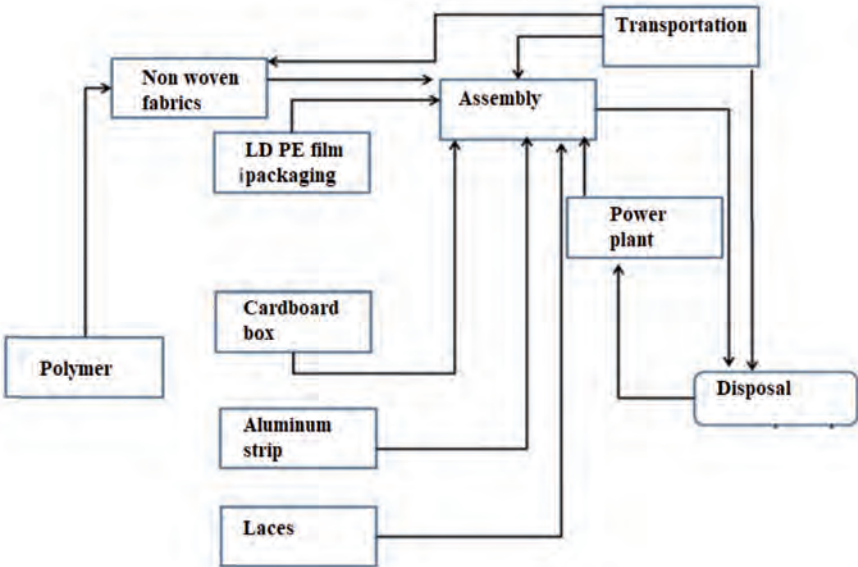 Transportation
Non woven
fabrics
Assembly
LD PE film
packaging
Power
plant
Cardboard
box
Polymer
Disposal
Aluminum
strip
Laces